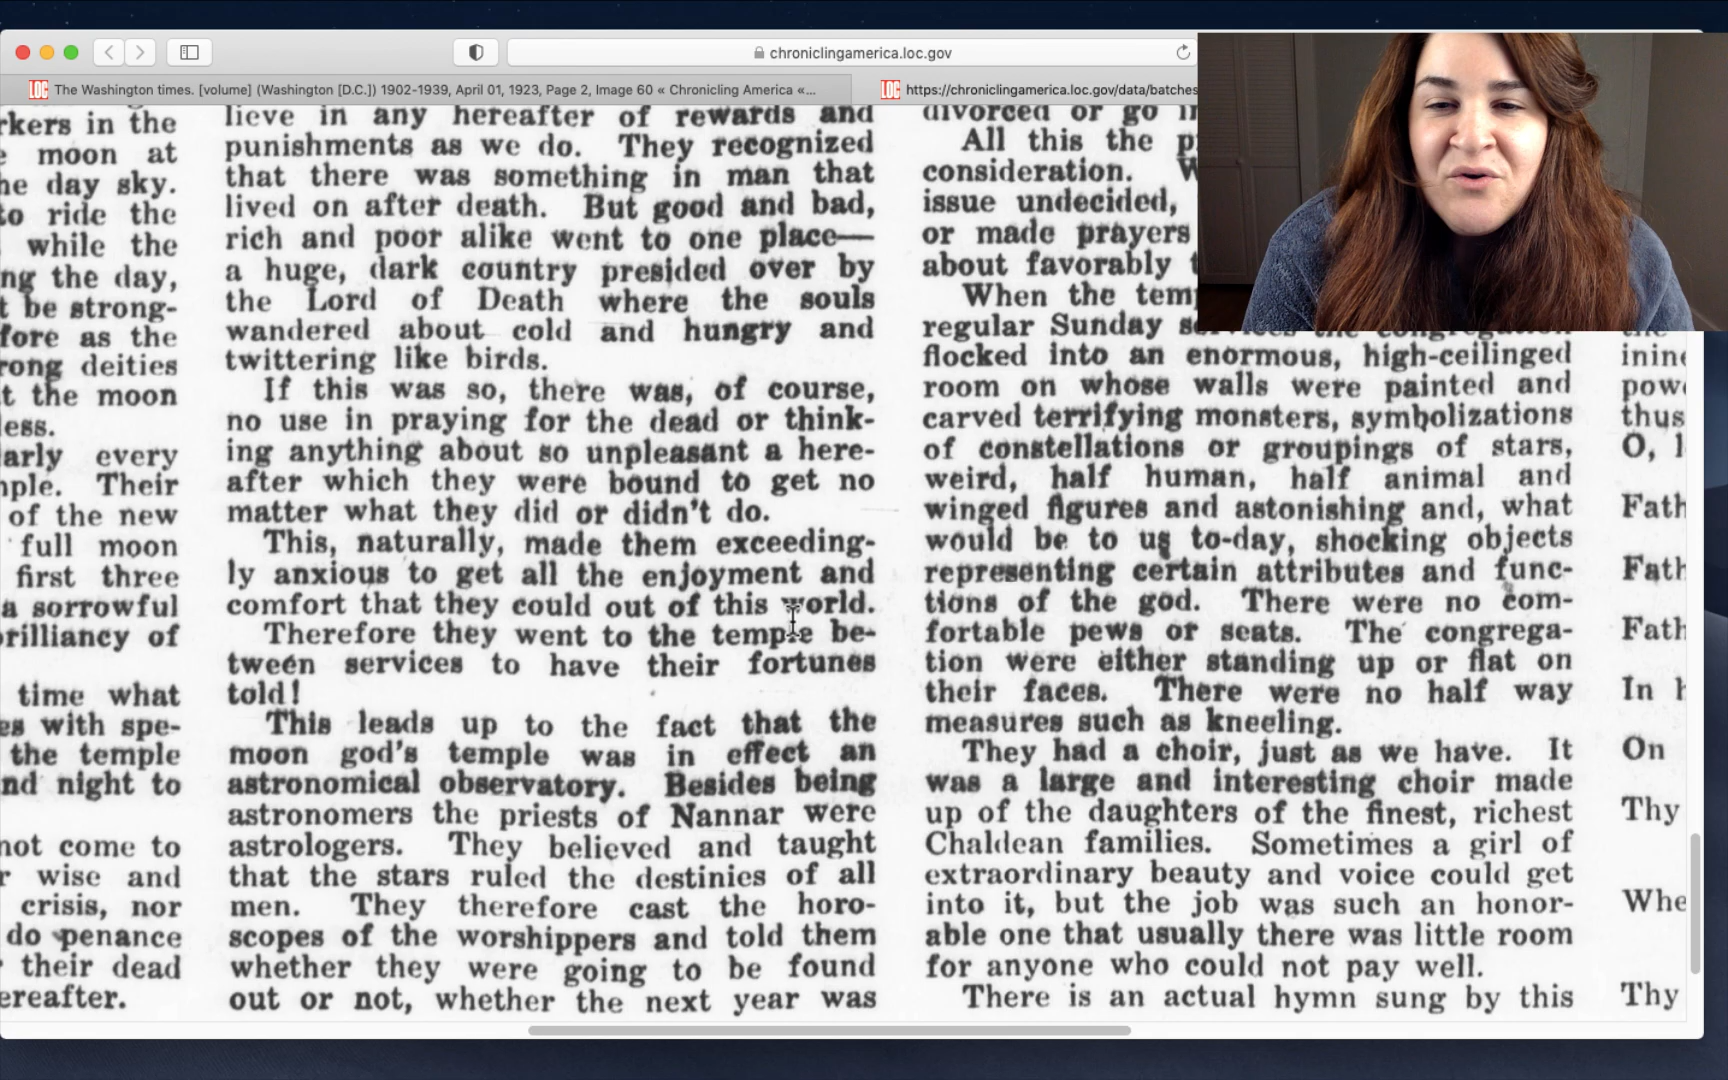 chroniclingamerica.loc.gov
LOC The Washington times. [volume] (Washington [D.C.]) 1902-1939, April 01, 1923, Page 2, Image 60 « Chronicling America «...
LOC https://chroniclingamerica.loc.gov/data/batches
rkers in the
moon at
he day sky.
to ride the
while the
ng the day,
t be strong-
fore as the
rong deities
t the moon
less.
arly every
mple. Their
of the new
full moon
first three
a sorrowful
brilliancy of
time what
es with spe-
the temple
nd night to
not come to
r wise and
crisis, nor
do penance
their dead
ereafter.
lieve in any hereafter of rewards and
punishments as we do. They recognized
that there was something in man that
lived on after death. But good and bad,
rich and poor alike went to one place—
a huge, dark country presided over by
the Lord of Death where the souls
wandered about cold and hungry and
twittering like birds.
If this was so, there was, of course,
no use in praying for the dead or think-
ing anything about so unpleasant a here-
after which they were bound to get no
matter what they did or didn't do.
This, naturally, made them exceeding-
ly anxious to get all the enjoyment and
comfort that they could out of this world.
Therefore they went to the temple be-
tween services to have their fortunes
told!
This leads up to the fact that the
moon god's temple was in effect an
astronomical observatory. Besides being
astronomers the priests of Nannar were
astrologers. They believed and taught
that the stars ruled the destinies of all
men. They therefore cast the horo-
scopes of the worshippers and told them
whether they were going to be found
out or not, whether the next year was
divorced or go
All this the
consideration.
issue undecided,
or made prayers
about favorably
When the tem
regular Sunday services the congregation
flocked into an enormous, high-ceilinged
room on whose walls were painted and
carved terrifying monsters, symbolizations
of constellations or groupings of stars,
weird, half human, half animal and
winged figures and astonishing and, what
would be to us to-day, shocking objects
representing certain attributes and func-
tions of the god. There were no com-
fortable pews or seats. The congrega-
tion were either standing up or flat on
their faces. There were no half way
measures such as kneeling.
They had a choir, just as we have. It
was a large and interesting choir made
up of the daughters of the finest, richest
Chaldean families. Sometimes a girl of
extraordinary beauty and voice could get
into it, but the job was such an honor-
able one that usually there was little room
for anyone who could not pay well.
There is an actual hymn sung by this
inine
powe
thus
O, l
Fath
Fath
Fath
In h
On
Thy
Whe
Thy